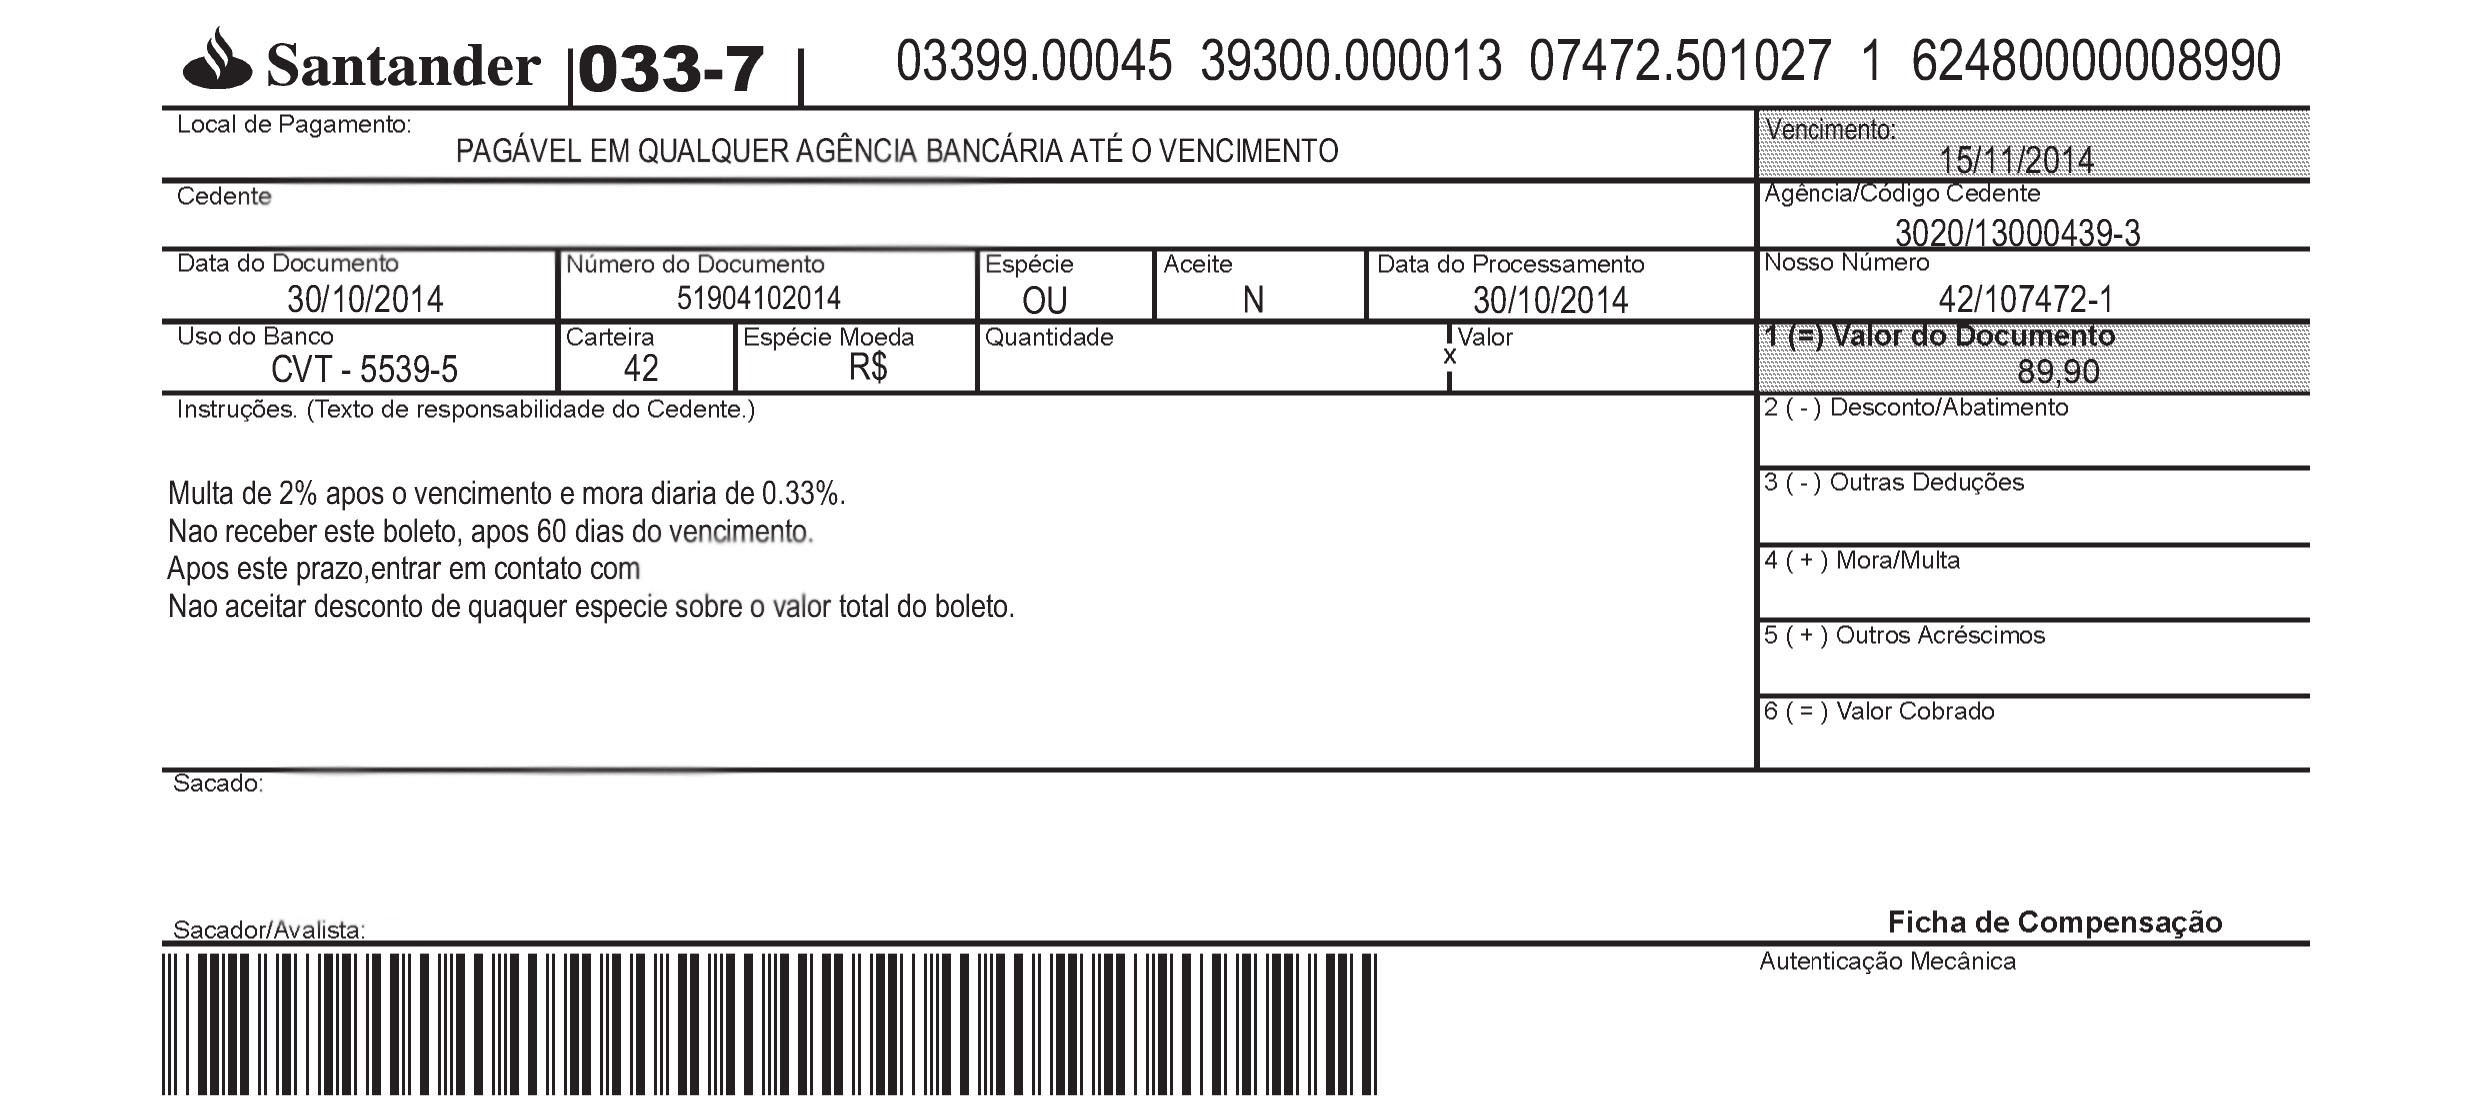 Santander 033-7 03399.00045 39300.000013 07472.501027 1 62480000008990
Local de Pagamento:
PAGÁVEL EM QUALQUER AGÊNCIA BANCÁRIA ATÉ O VENCIMENTO
Vencimento:
15/11/2014
Cedente
Agência/Código Cedente
3020/13000439-3
Data do Documento
30/10/2014
Número do Documento
51904102014
Espécie
OU
Aceite
N
Data do Processamento
30/10/2014
Nosso Número
42/107472-1
Uso do Banco
CVT - 5539-5
Carteira
42
Espécie Moeda
R$
Quantidade
x
Valor
1 (=) Valor do Documento
89,90
Instruções. (Texto de responsabilidade do Cedente.)
Multa de 2% apos o vencimento e mora diaria de 0.33%.
Nao receber este boleto, apos 60 dias do vencimento.
Apos este prazo,entrar em contato com
Nao aceitar desconto de quaquer especie sobre o valor total do boleto.
2 ( - ) Desconto/Abatimento
3 ( - ) Outras Deduções
4 ( + ) Mora/Multa
5 ( + ) Outros Acréscimos
6 ( = ) Valor Cobrado
Sacado:
Sacador/Avalista:
Ficha de Compensação
Autenticação Mecânica